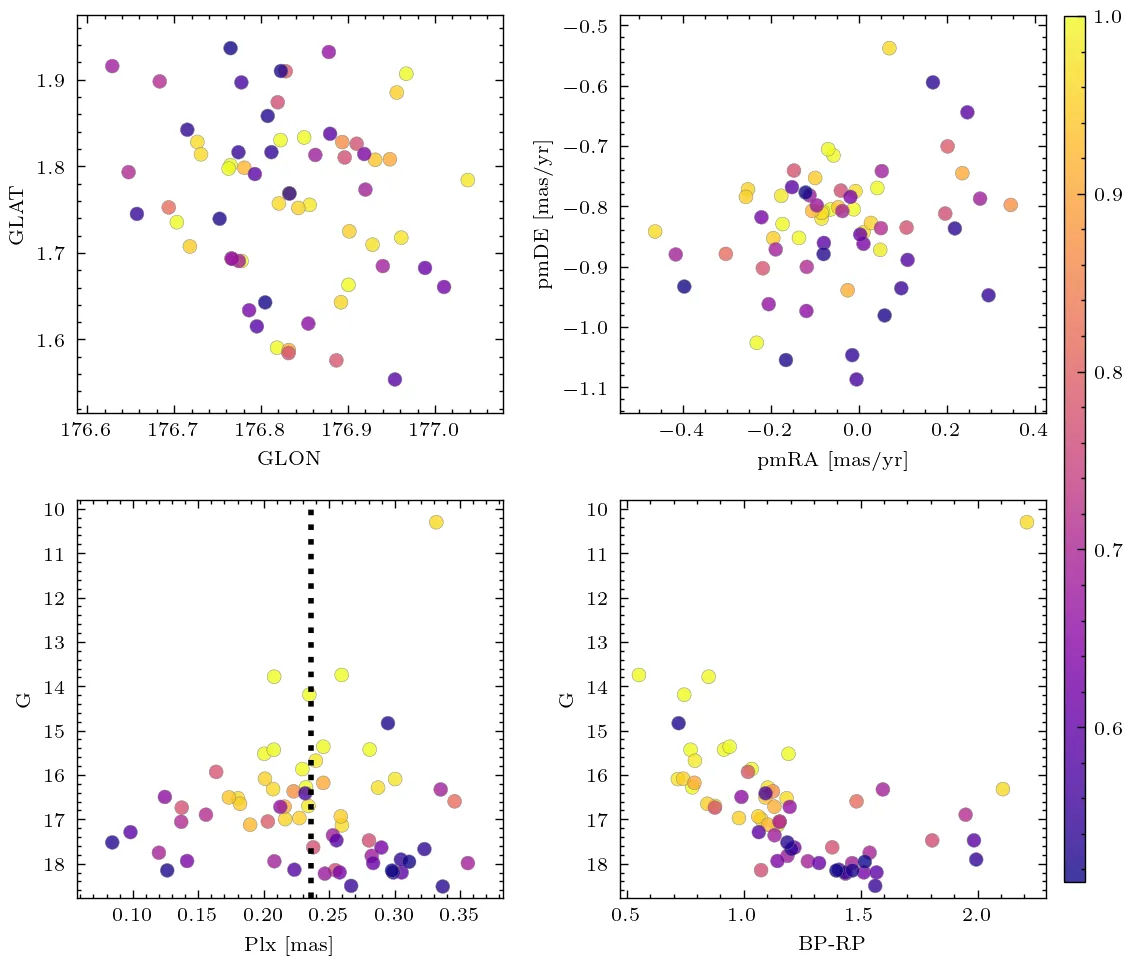 1.9
1.8
1.7
1.6
GLAT
176.6 176.7 176.8 176.9 177.0
GLON
−0.5
−0.6
−0.7
−0.8
−0.9
−1.0
−1.1
pmDE [mas/yr]
−0.4 −0.2 0.0 0.2 0.4
pmRA [mas/yr]
1.0
0.9
0.8
0.7
0.6
10
11
12
13
14
15
16
17
18
G
0.10 0.15 0.20 0.25 0.30 0.35
Plx [mas]
10
11
12
13
14
15
16
17
18
G
0.5 1.0 1.5 2.0
BP-RP